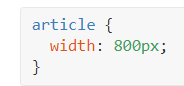 article {
  width: 800px;
}